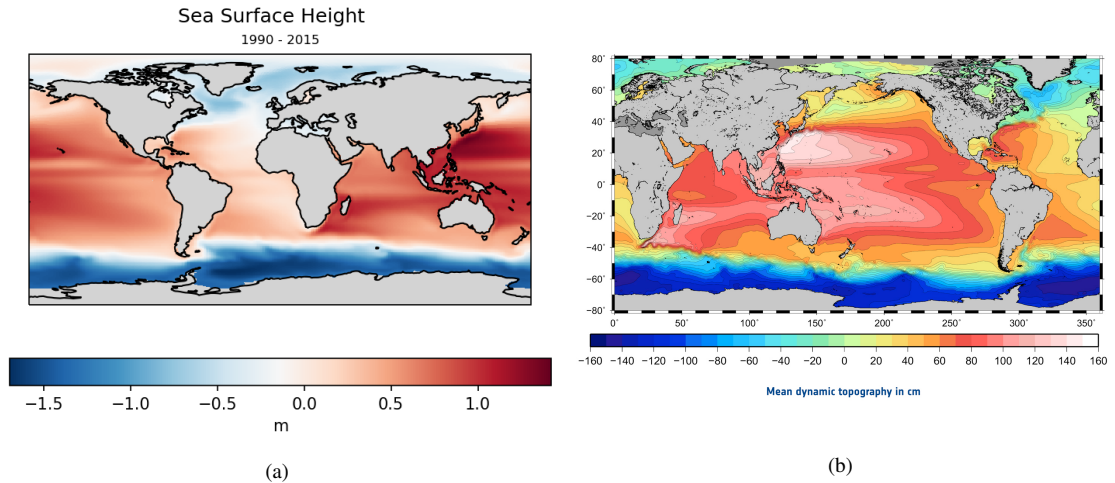 Sea Surface Height
1990 - 2015
−1.5 −1.0 −0.5 0.0 0.5 1.0
m
(a)
80°
60°
40°
20°
0°
−20°
−40°
−60°
−80°
0° 50° 100° 150° 200° 250° 300° 350°
−160 −140 −120 −100 −80 −60 −40 −20 0 20 40 60 80 100 120 140 160
Mean dynamic topography in cm
(b)